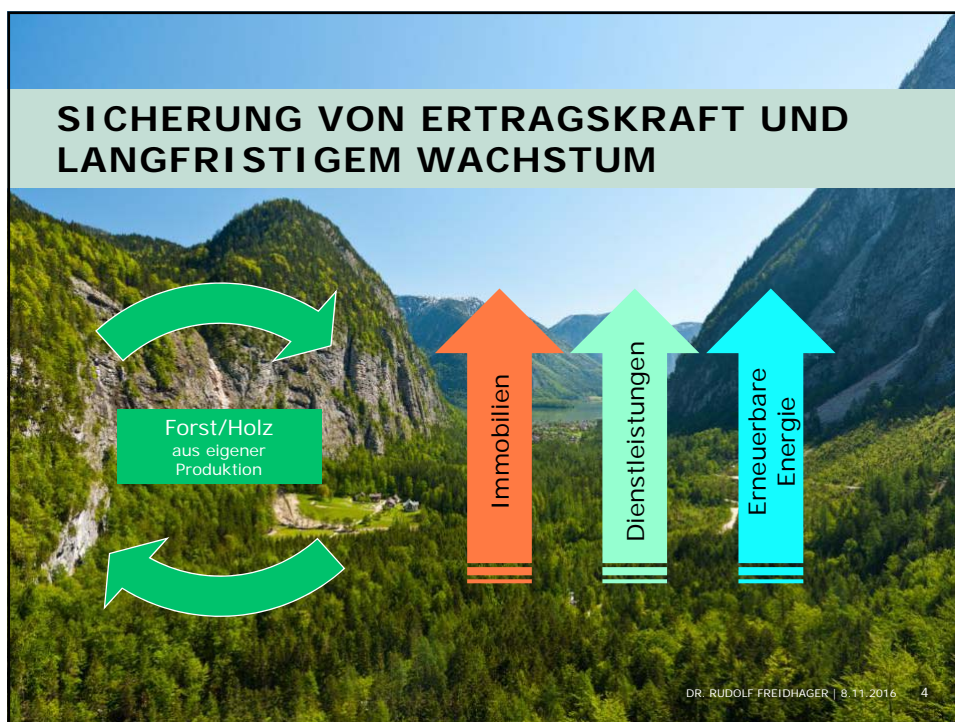 SICHERUNG VON ERTRAGSKRAFT UND
LANGFRISTIGEM WACHSTUM
Forst/Holz
aus eigener
Produktion
Immobilien
Dienstleistungen
Erneuerbare
Energie
DR. RUDOLF FREIDHAGER | 8.11.2016 4